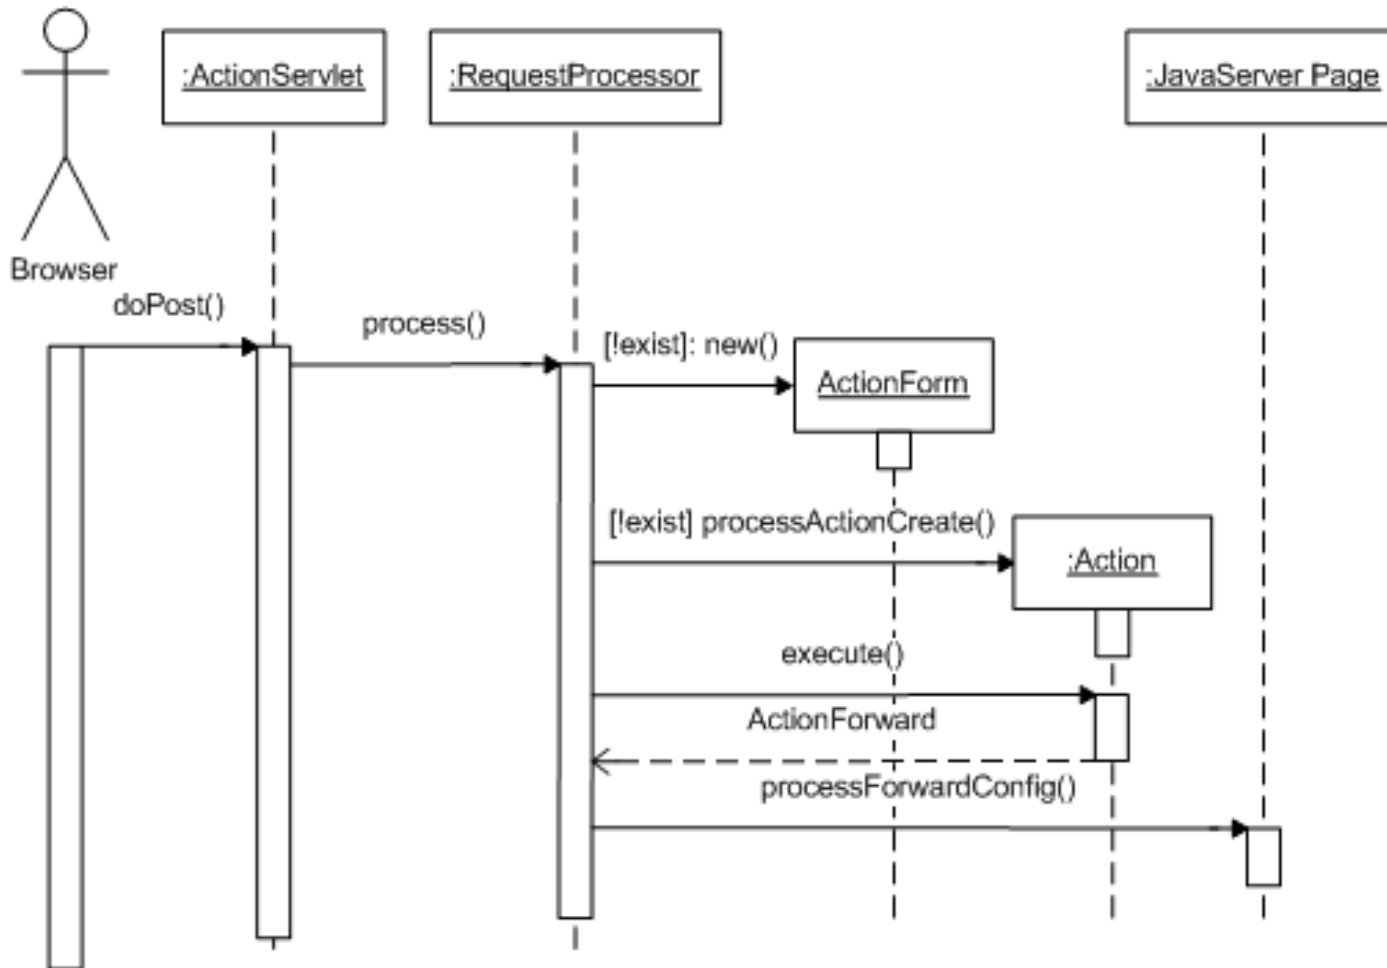 :ActionServlet
:RequestProcessor
:JavaServer Page
Browser
doPost()
process()
[!exist]: new()
ActionForm
[!exist] processActionCreate()
:Action
execute()
ActionForward
processForwardConfig()